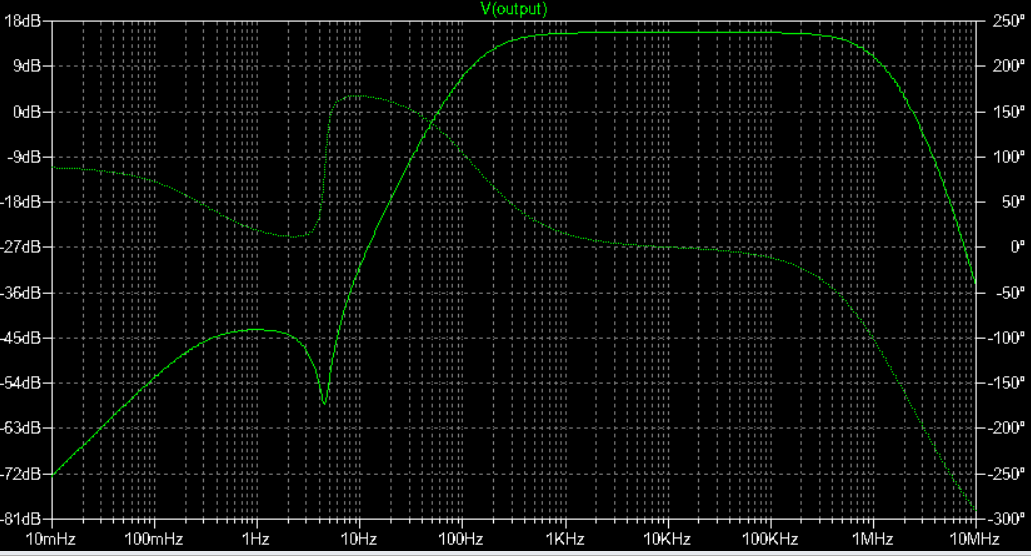 V(output)
18dB
9dB
0dB
-9dB
-18dB
-27dB
-36dB
-45dB
-54dB
-63dB
-72dB
-81dB
250°
200°
150°
100°
50°
0°
-50°
-100°
-150°
-200°
-250°
-300°
10mHz 100mHz 1Hz 10Hz 100Hz 1KHz 10KHz 100KHz 1MHz 10MHz